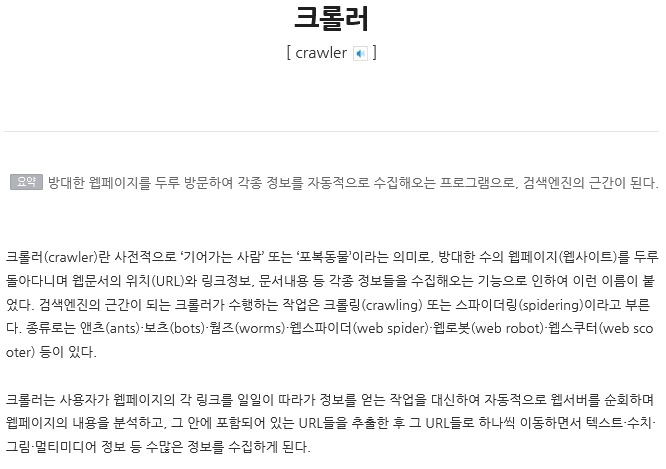 크롤러
[ crawler ]
요약 방대한 웹페이지를 두루 방문하여 각종 정보를 자동적으로 수집해오는 프로그램으로, 검색엔진의 근간이 된다.
크롤러(crawler)란 사전적으로 ‘기어가는 사람’ 또는 ‘포복동물’이라는 의미로, 방대한 수의 웹페이지(웹사이트)를 두루
돌아다니며 웹문서의 위치(URL)와 링크정보, 문서내용 등 각종 정보들을 수집해오는 기능으로 인하여 이런 이름이 붙
었다. 검색엔진의 근간이 되는 크롤러가 수행하는 작업은 크롤링(crawling) 또는 스파이더링(spidering)이라고 부른
다. 종류로는 앤츠(ants)·보츠(bots)·웜즈(worms)·웹스파이더(web spider)·웹로봇(web robot)·웹스쿠터(web sco
oter) 등이 있다.
크롤러는 사용자가 웹페이지의 각 링크를 일일이 따라가 정보를 얻는 작업을 대신하여 자동적으로 웹서버를 순회하며
웹페이지의 내용을 분석하고, 그 안에 포함되어 있는 URL들을 추출한 후 그 URL들로 하나씩 이동하면서 텍스트·수치·
그림·멀티미디어 정보 등 수많은 정보를 수집하게 된다.